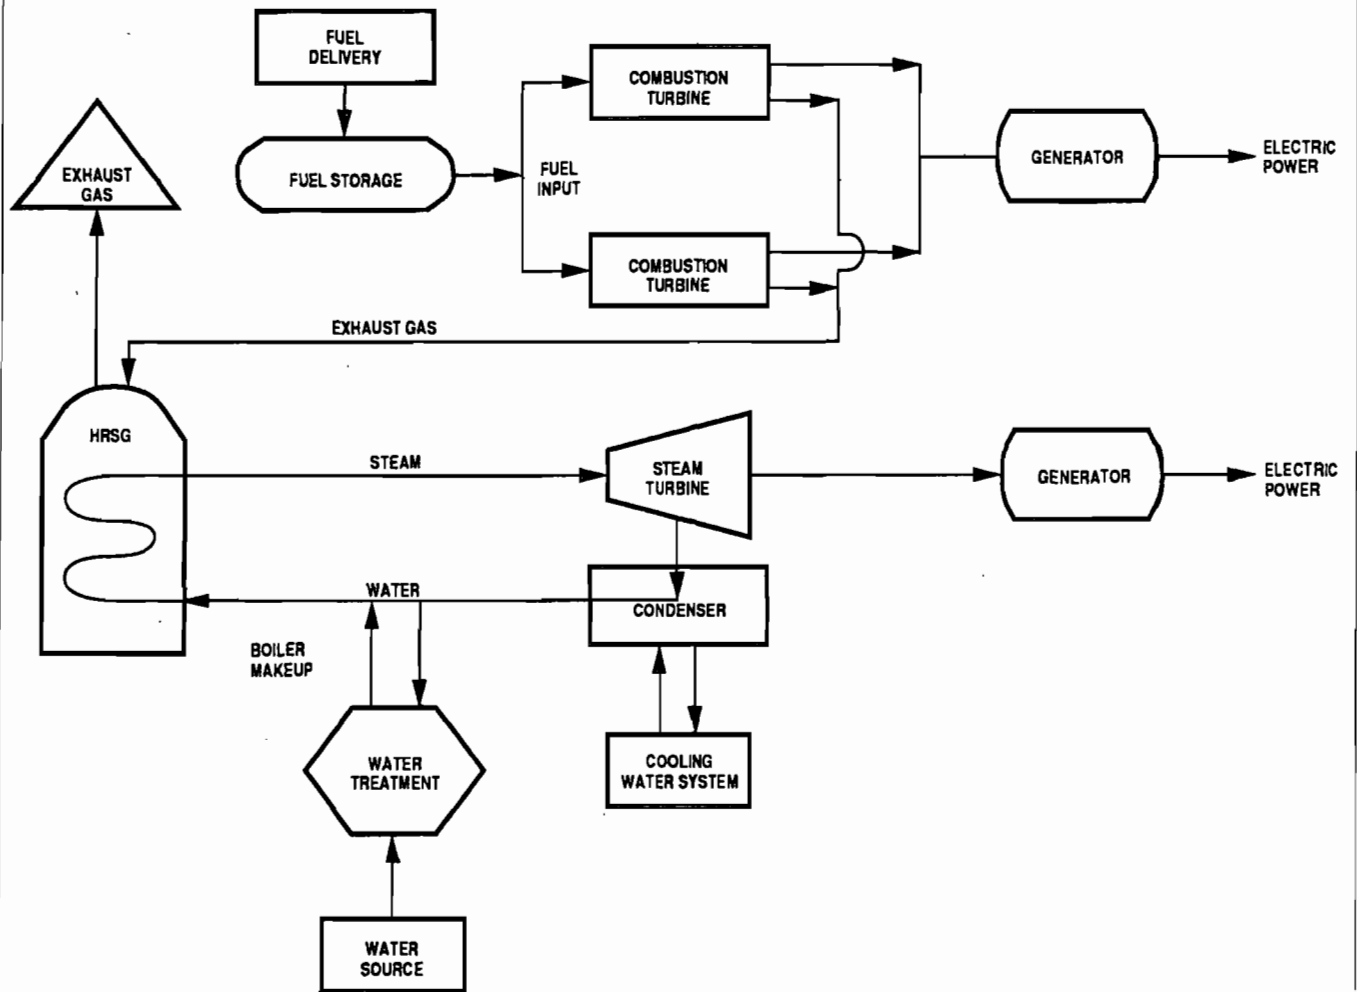 FUEL
DELIVERY
COMBUSTION
TURBINE
EXHAUST
GAS
FUEL STORAGE
FUEL
INPUT
GENERATOR
ELECTRIC
POWER
COMBUSTION
TURBINE
EXHAUST GAS
HRSG
STEAM
STEAM
TURBINE
GENERATOR
ELECTRIC
POWER
WATER
CONDENSER
BOILER
MAKEUP
WATER
TREATMENT
COOLING
WATER SYSTEM
WATER
SOURCE